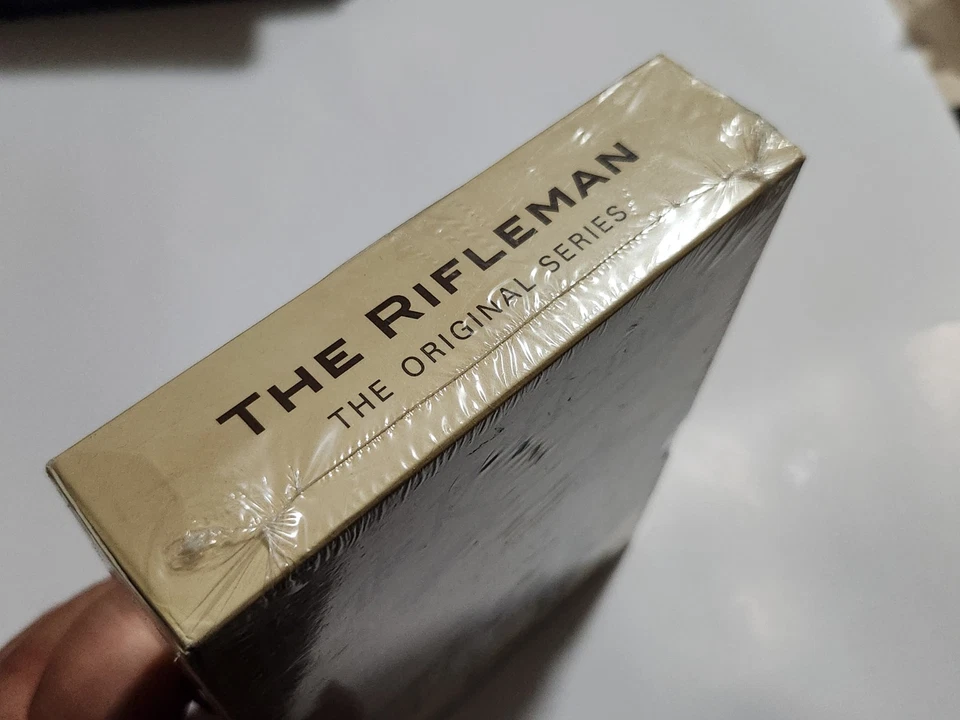 THE RIFLEMAN
THE ORIGINAL SERIES